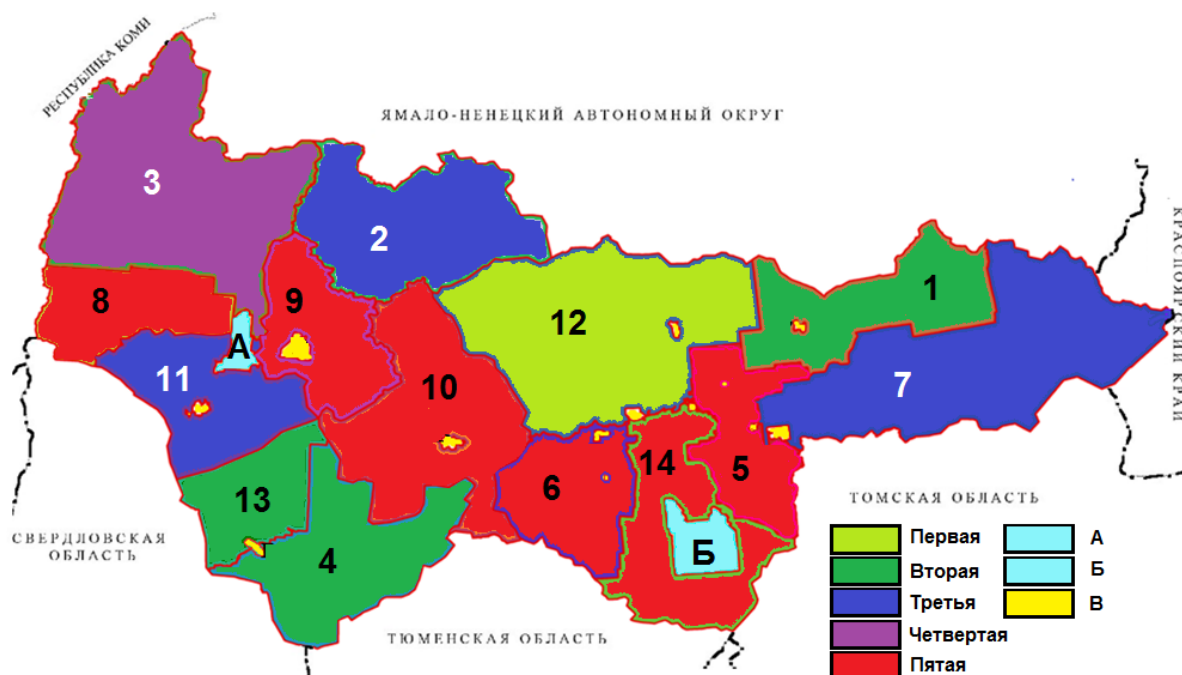 РЕСПУБЛИКА КОМИ
ЯМАЛО-НЕНЕЦКИЙ АВТОНОМНЫЙ ОКРУГ
КРАСНОЯРСКИЙ КРАЙ
3
2
1
8
9
12
А
11
10
7
14
5
6
13
4
Б
СВЕРДЛОВСКАЯ
ОБЛАСТЬ
ТОМСКАЯ ОБЛАСТЬ
ТЮМЕНСКАЯ ОБЛАСТЬ
Первая
А
Вторая
Б
Третья
В
Четвертая
Пятая